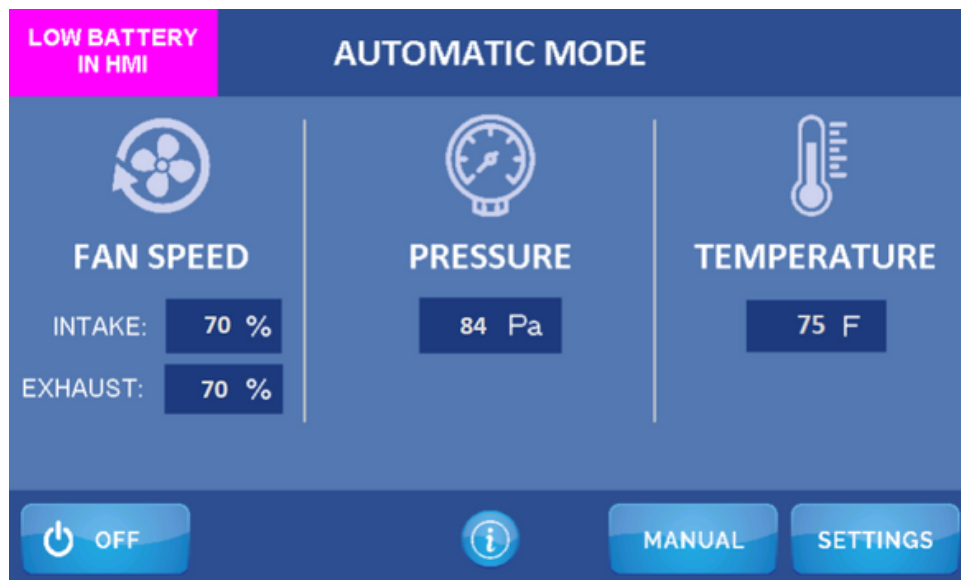 LOW BATTERY
IN HMI
AUTOMATIC MODE
FAN SPEED
INTAKE: 70 %
EXHAUST: 70 %
PRESSURE
84 Pa
TEMPERATURE
75 F
OFF
i
MANUAL
SETTINGS